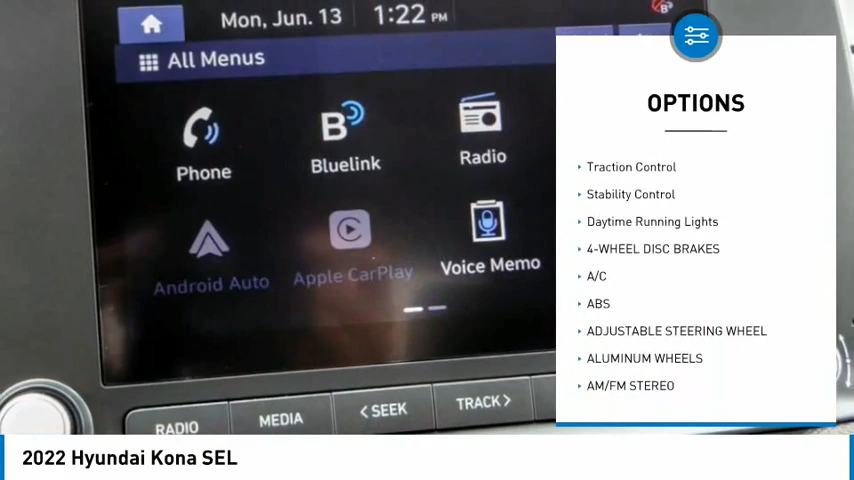 Mon, Jun. 13 1:22 PM
All Menus
Phone
Bluelink
Radio
Android Auto
Apple CarPlay
Voice Memo
RADIO
MEDIA
< SEEK
TRACK >
OPTIONS
Traction Control
Stability Control
Daytime Running Lights
4-WHEEL DISC BRAKES
A/C
ABS
ADJUSTABLE STEERING WHEEL
ALUMINUM WHEELS
AM/FM STEREO
2022 Hyundai Kona SEL